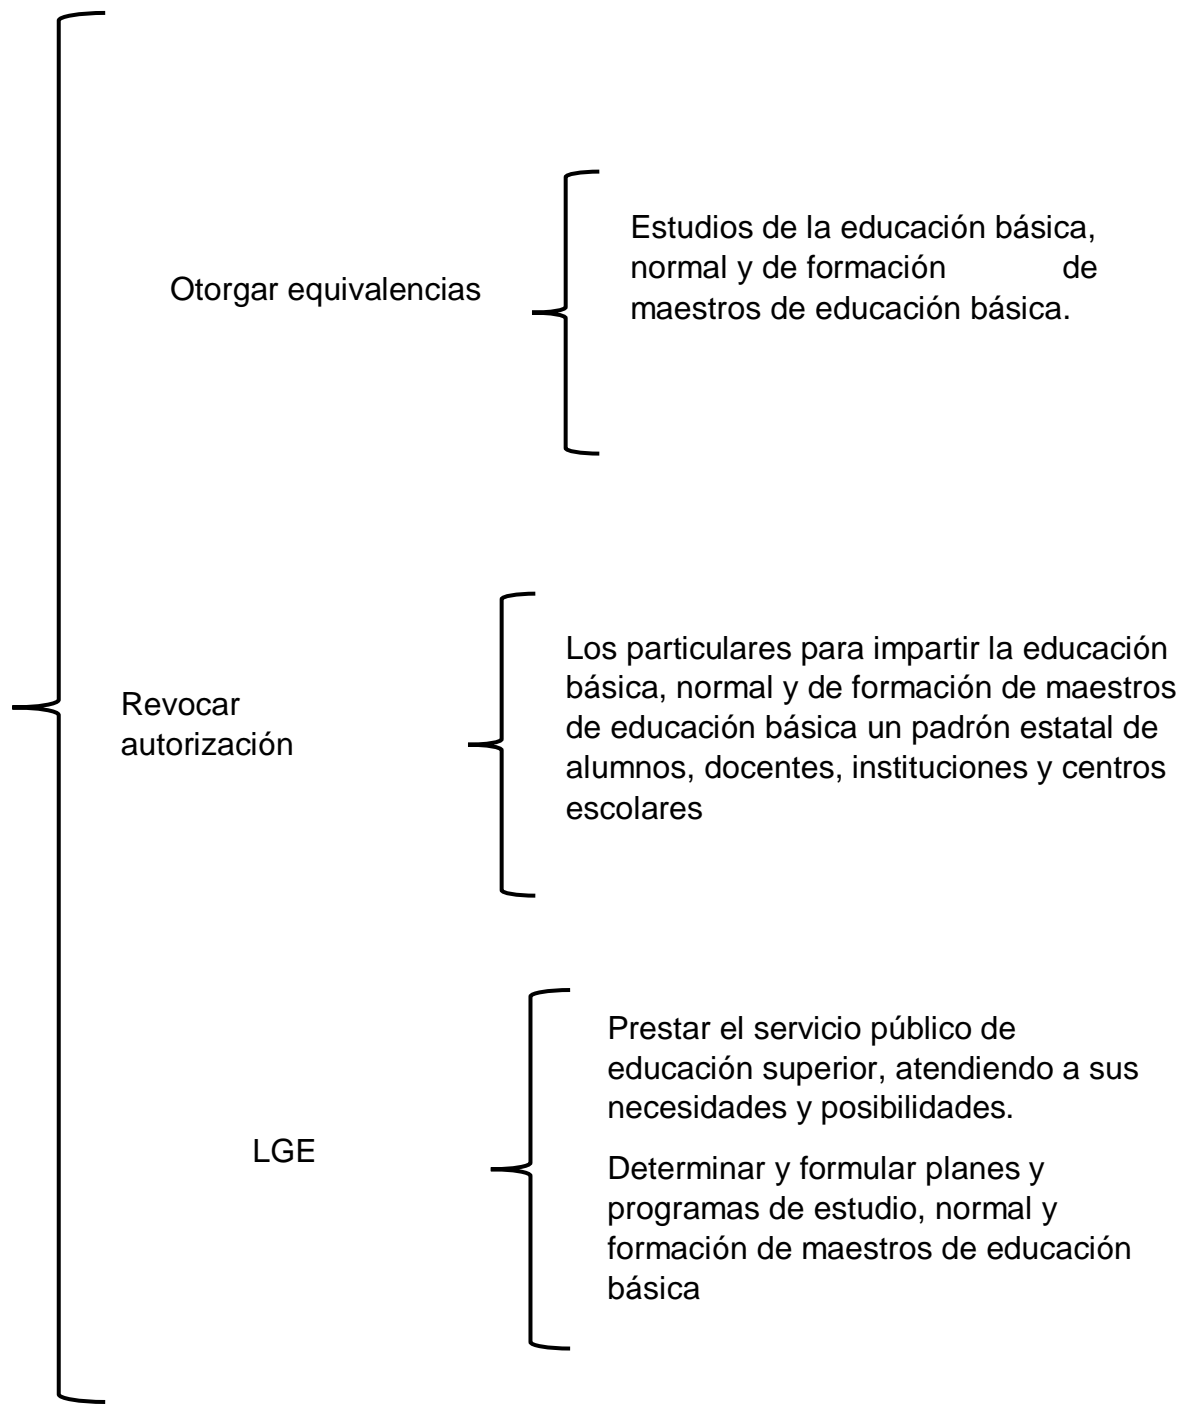 Otorgar equivalencias
Estudios de la educación básica,
normal y de formación de
maestros de educación básica.
Revocar
autorización
Los particulares para impartir la educación
básica, normal y de formación de maestros
de educación básica un padrón estatal de
alumnos, docentes, instituciones y centros
escolares
LGE
Prestar el servicio público de
educación superior, atendiendo a sus
necesidades y posibilidades.
Determinar y formular planes y
programas de estudio, normal y
formación de maestros de educación
básica